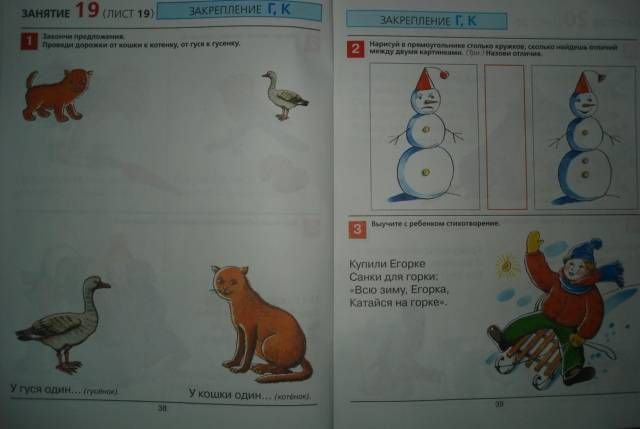 ЗАНЯТИЕ 19 (ЛИСТ 19)
ЗАКРЕПЛЕНИЕ Г, К
1 Закончи предложения.
Проведи дорожки от кошки к котенку, от гуся к гусенку.
У гуся один... (гусёнок).
У кошки один... (котёнок).
38
ЗАКРЕПЛЕНИЕ Г, К
2 Нарисуй в прямоугольнике столько кружков, сколько найдешь отличий
между двумя картинками. (Три.) Назови отличия.
3 Выучите с ребенком стихотворение.
Купили Егорке
Санки для горки:
«Всю зиму, Егорка,
Катайся на горке».
39